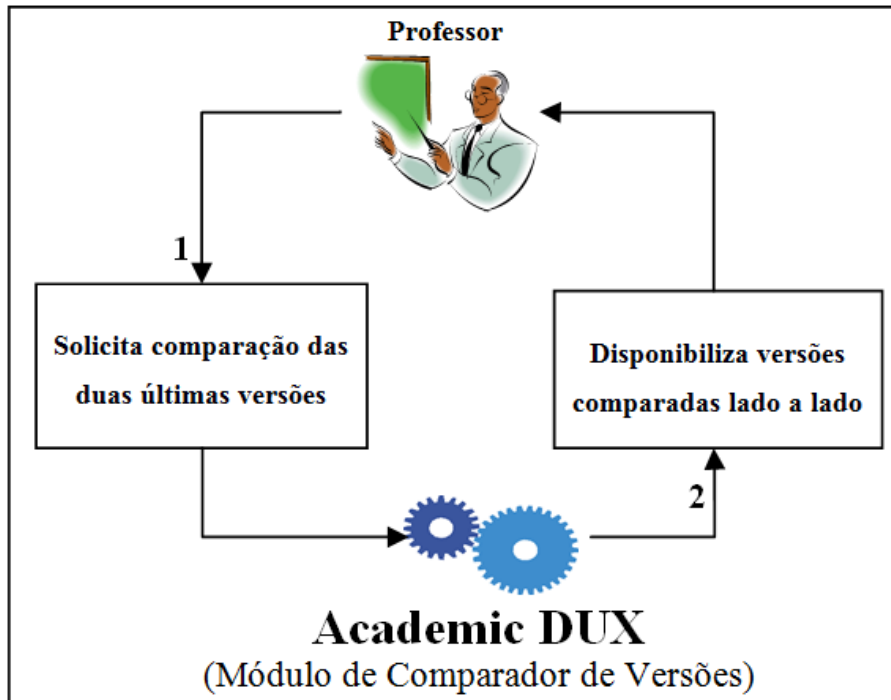 Professor
1
Solicita comparação das
duas últimas versões
Disponibiliza versões
comparadas lado a lado
2
Academic DUX
(Módulo de Comparador de Versões)